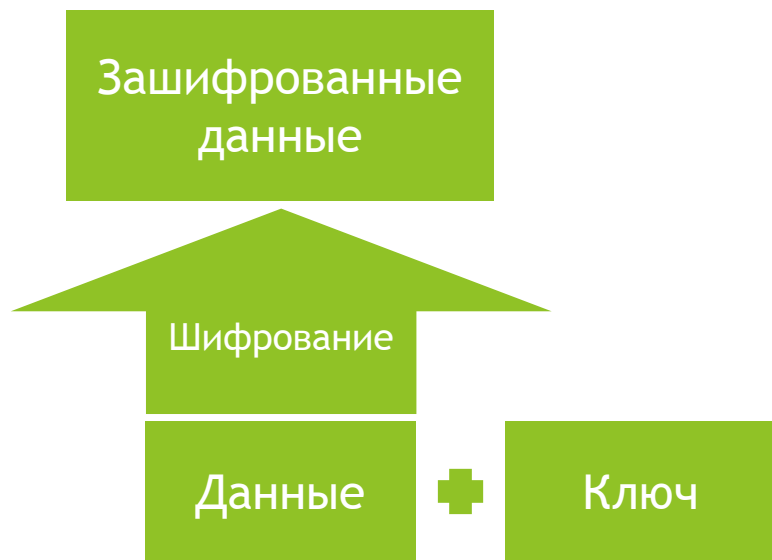 Зашифрованные
данные
Шифрование
Данные
Ключ